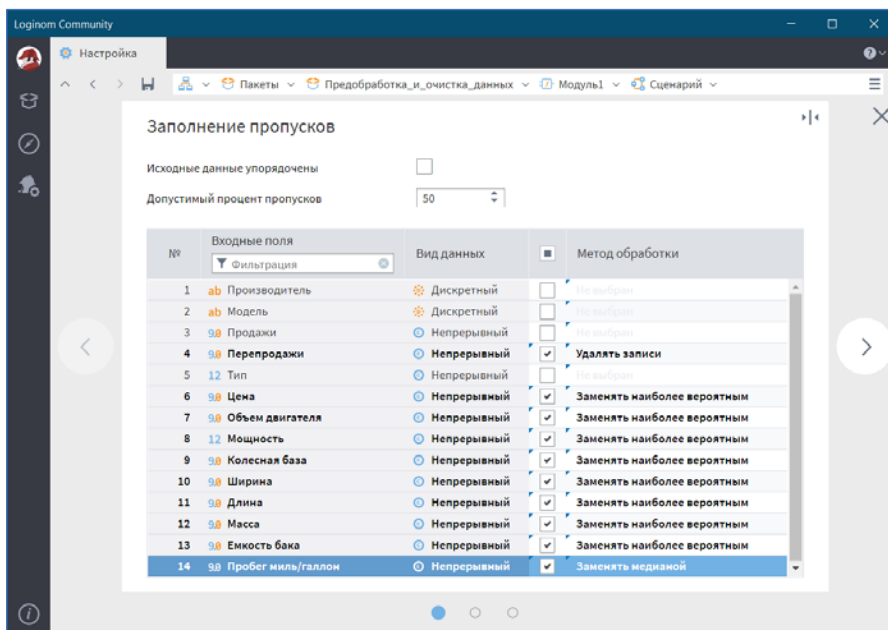 Loginom Community
Настройка
Пакеты Предобработка_и_очистка_данных Модуль1 Сценарий
Заполнение пропусков
Исходные данные упорядочены
Допустимый процент пропусков 50
№ Входные поля Вид данных Метод обработки
Фильтрация
1 ab Производитель Дискретный Не выбран
2 ab Модель Дискретный Не выбран
3 9.0 Продажи Непрерывный Не выбран
4 9.0 Перепродажи Непрерывный Удалять записи
5 12 Тип Непрерывный Не выбран
6 9.0 Цена Непрерывный Заменять наиболее вероятным
7 9.0 Объем двигателя Непрерывный Заменять наиболее вероятным
8 12 Мощность Непрерывный Заменять наиболее вероятным
9 9.0 Колесная база Непрерывный Заменять наиболее вероятным
10 9.0 Ширина Непрерывный Заменять наиболее вероятным
11 9.0 Длина Непрерывный Заменять наиболее вероятным
12 9.0 Масса Непрерывный Заменять наиболее вероятным
13 9.0 Емкость бака Непрерывный Заменять наиболее вероятным
14 9.0 Пробег миль/галлон Непрерывный Заменять медианой